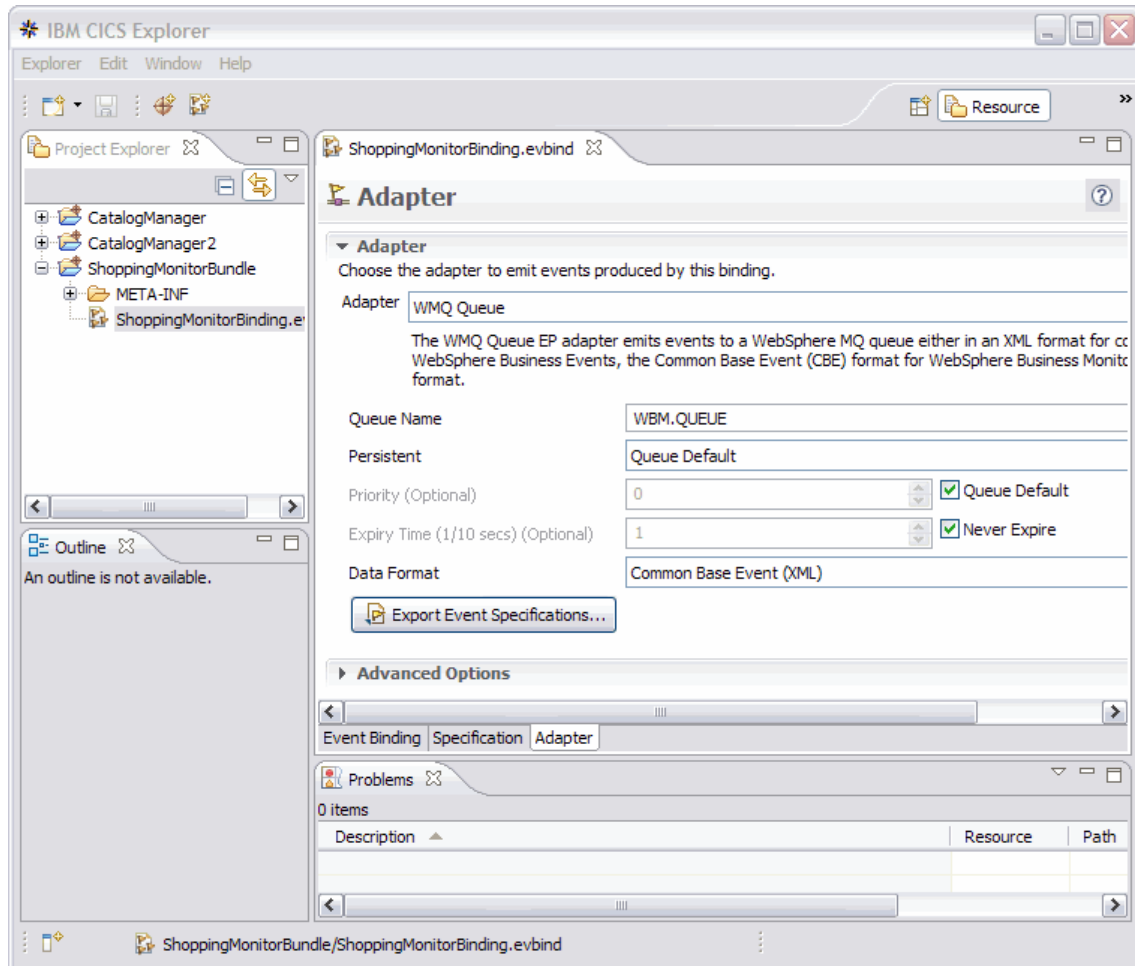 IBM CICS Explorer
Explorer Edit Window Help
Resource
»
Project Explorer
CatalogManager
CatalogManager2
ShoppingMonitorBundle
META-INF
ShoppingMonitorBinding.e
Outline
An outline is not available.
ShoppingMonitorBinding.evbind
Adapter
Adapter
Choose the adapter to emit events produced by this binding.
Adapter WMQ Queue
The WMQ Queue EP adapter emits events to a WebSphere MQ queue either in an XML format for co
WebSphere Business Events, the Common Base Event (CBE) format for WebSphere Business Monito
format.
Queue Name WBM.QUEUE
Persistent Queue Default
Priority (Optional) 0 Queue Default
Expiry Time (1/10 secs) (Optional) 1 Never Expire
Data Format Common Base Event (XML)
Export Event Specifications...
Advanced Options
Event Binding Specification Adapter
Problems
0 items
Description Resource Path
ShoppingMonitorBundle/ShoppingMonitorBinding.evbind